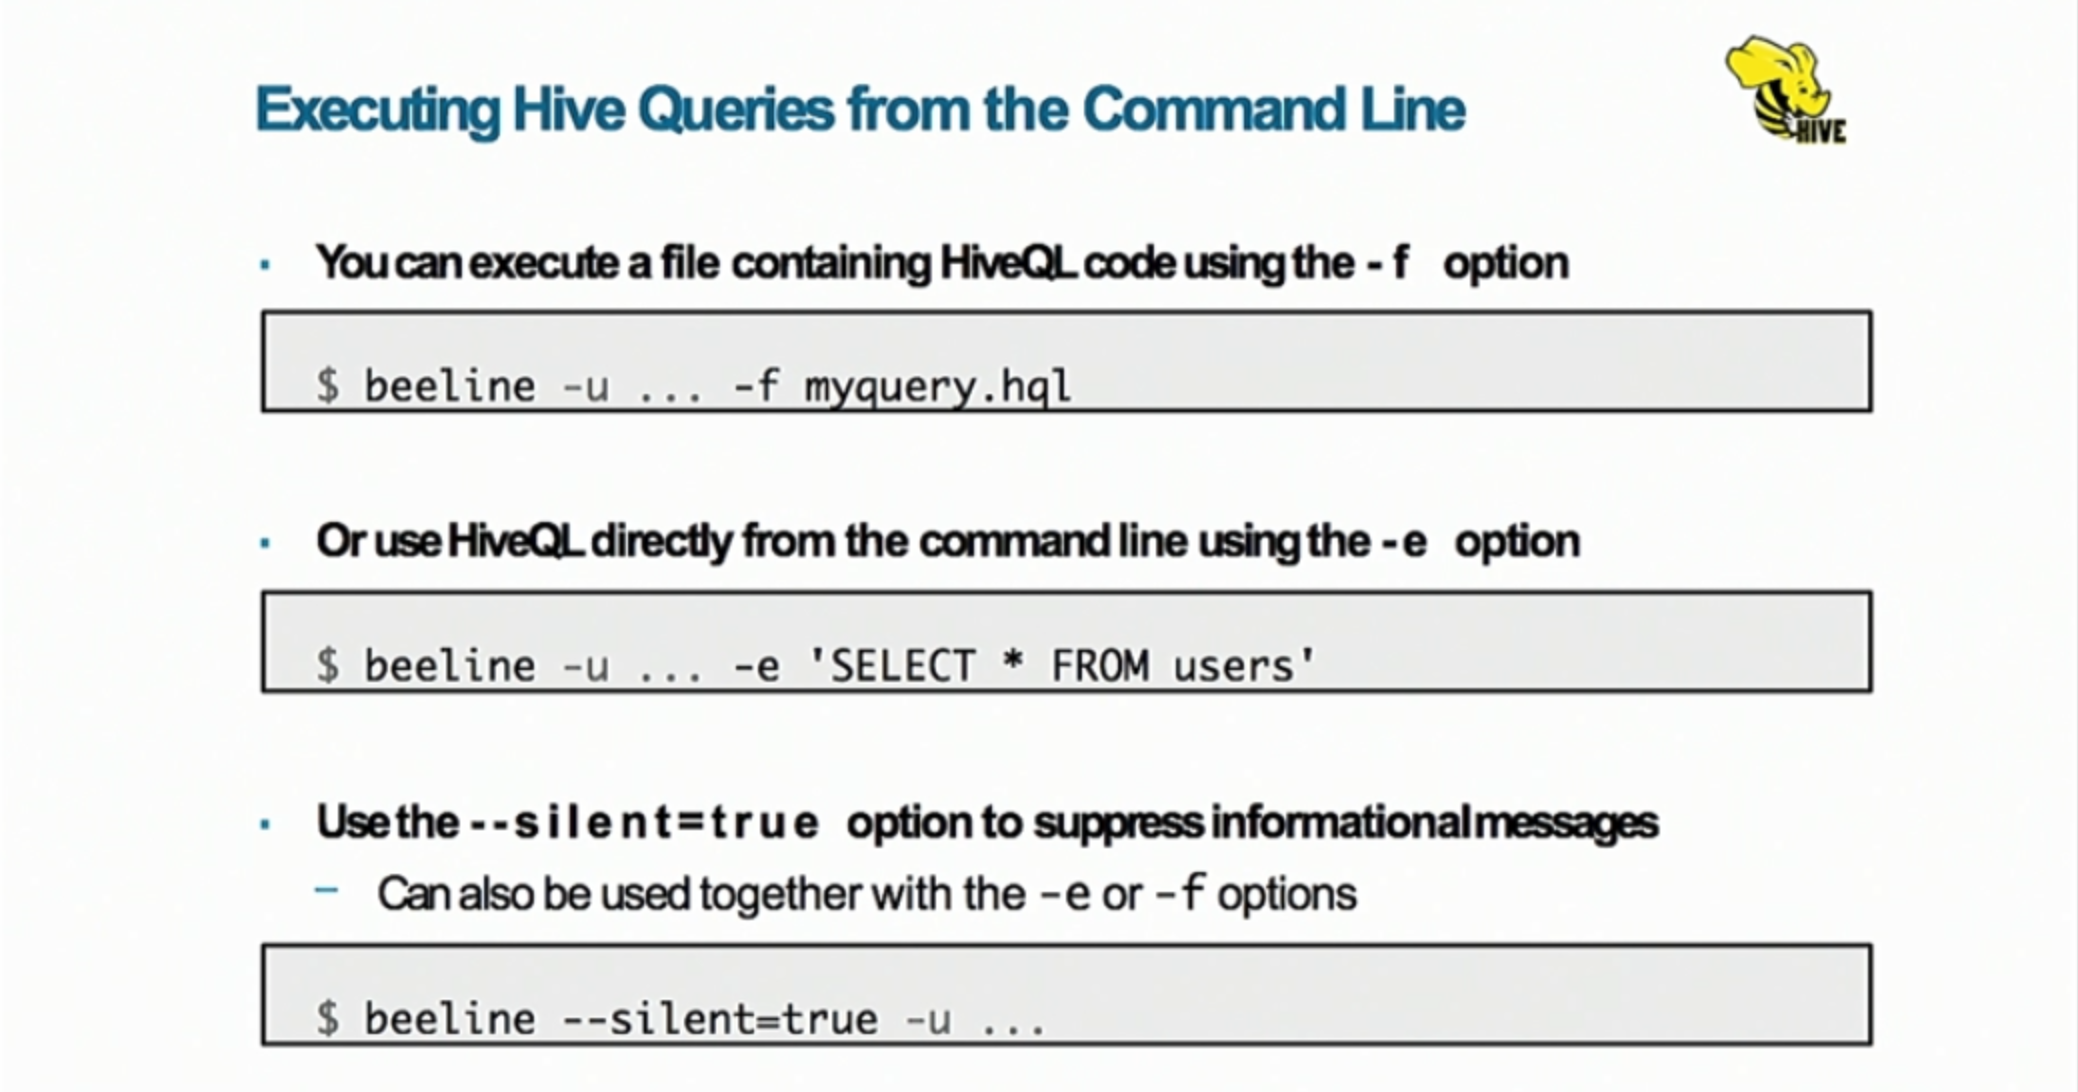 Executing Hive Queries from the Command Line
HIVE
▪ You can execute a file containing HiveQL code using the -f option
$ beeline -u ... -f myquery.hql
▪ Or use HiveQL directly from the command line using the -e option
$ beeline -u ... -e 'SELECT * FROM users'
▪ Use the --silent=true option to suppress informational messages
– Can also be used together with the -e or -f options
$ beeline --silent=true -u ...